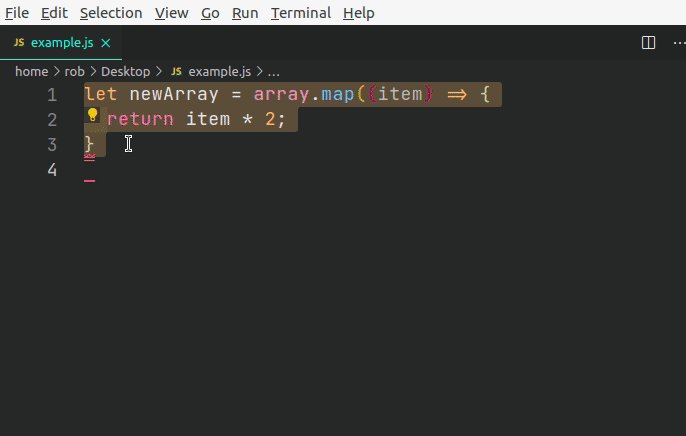 File Edit Selection View Go Run Terminal Help
JS example.js ×
home > rob > Desktop > JS example.js > ...
1 let newArray = array.map((item) => {
2 return item * 2;
3 }
4